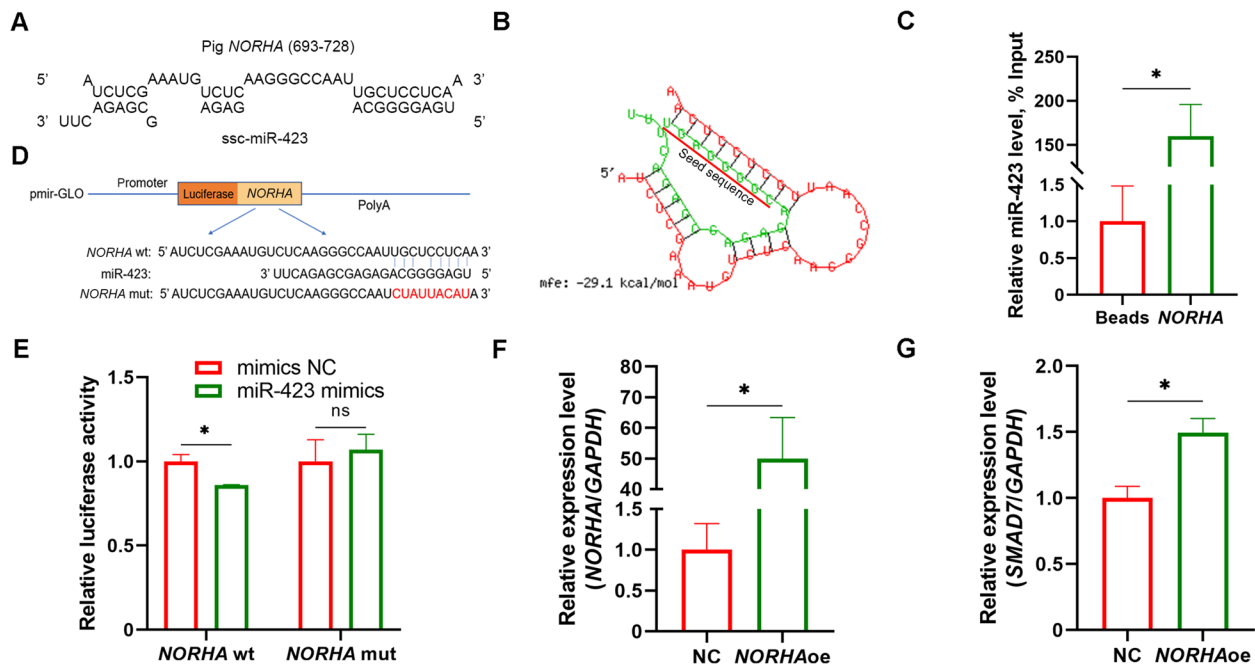 A
Pig NORHA (693-728)
5' A AAAUG AAGGGCCAAU A 3'
UCUCG UCUC UGCUCCUCA
AGAGC AGAG ACGGGGAGU
3' UUC G 5'
ssc-miR-423
B
5'
Seed sequence
mfe: -29.1 kcal/mol
C
Relative miR-423 level, % Input
250
200
150
1.5
1.0
0.5
0.0
*
Beads NORHA
D
pmir-GLO
Promoter
Luciferase NORHA
PolyA
NORHA wt: 5' AUCUCGAAAUGUCUCAAGGGCCAAUUGCUCCUCAA 3'
miR-423: 3' UUCAGAGCGAGAGACGGGGAGU 5'
NORHA mut: 5' AUCUCGAAAUGUCUCAAGGGCCAAUCUAUUACAUA 3'
E
mimics NC
miR-423 mimics
Relative luciferase activity
1.5
1.0
0.5
0
*
ns
NORHA wt NORHA mut
F
Relative expression level
(NORHA/GAPDH)
80
70
60
50
40
1.5
1.0
0.5
0
*
NC NORHAoe
G
Relative expression level
(SMAD7/GAPDH)
2.0
1.5
1.0
0.5
0
*
NC NORHAoe